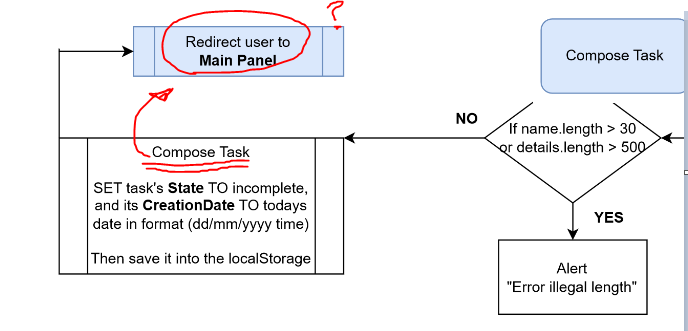 ?
Redirect user to
Main Panel
Compose Task
NO
If name.length > 30
or details.length > 500
Compose Task
SET task's State TO incomplete,
and its CreationDate TO todays
date in format (dd/mm/yyyy time)
Then save it into the localStorage
YES
Alert
"Error illegal length"